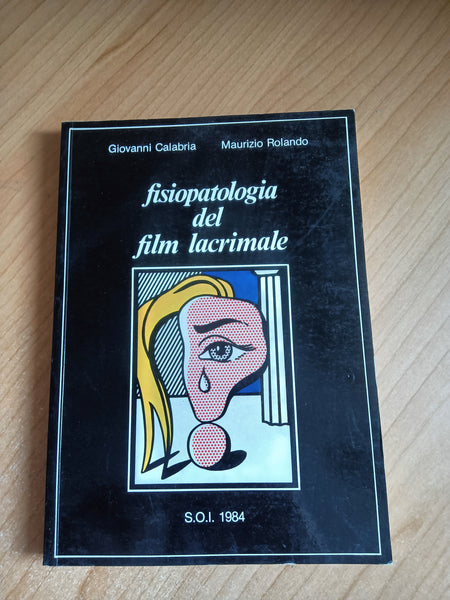 Giovanni Calabria Maurizio Rolando
fisiopatologia
del
film lacrimale
S.O.I. 1984